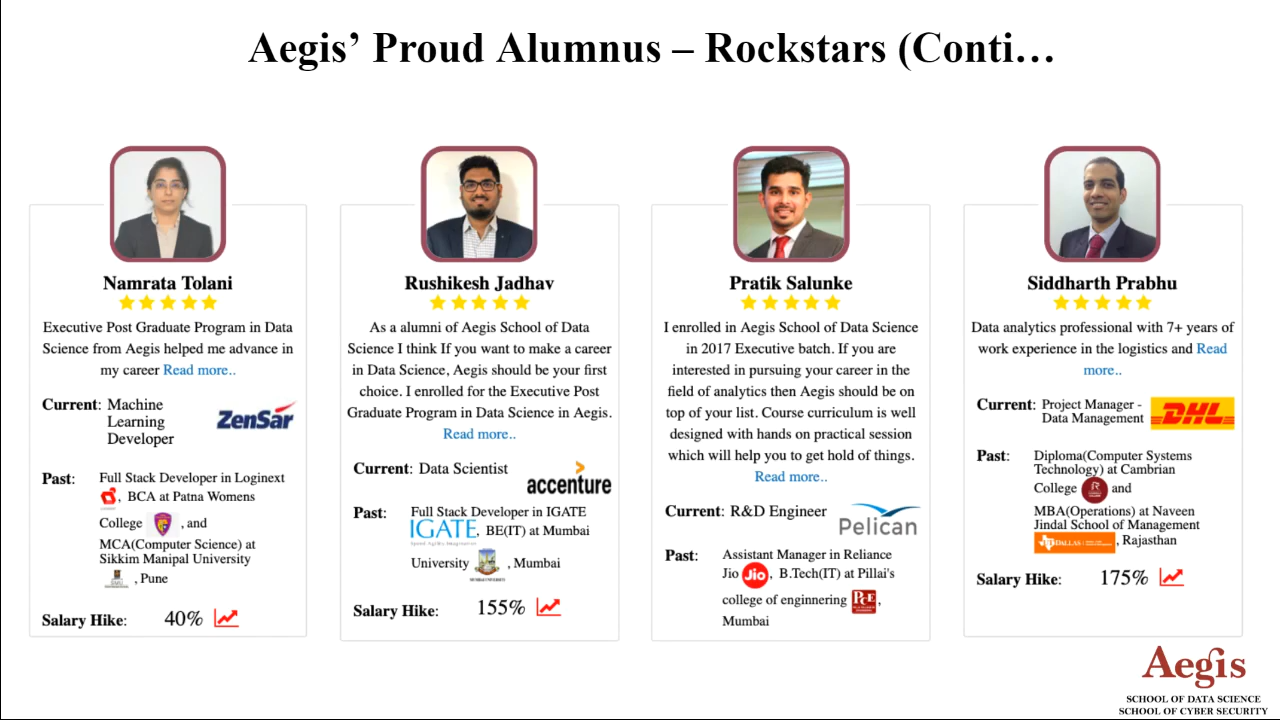 Aegis’ Proud Alumnus – Rockstars (Conti…
Namrata Tolani
Executive Post Graduate Program in Data
Science from Aegis helped me advance in
my career Read more..
Current: Machine
Learning
Developer
ZenSar
Past: Full Stack Developer in Loginext
, BCA at Patna Womens
College , and
MCA(Computer Science) at
Sikkim Manipal University
, Pune
Salary Hike: 40%
Rushikesh Jadhav
As a alumni of Aegis School of Data
Science I think If you want to make a career
in Data Science, Aegis should be your first
choice. I enrolled for the Executive Post
Graduate Program in Data Science in Aegis.
Read more..
Current: Data Scientist
accenture
Past: Full Stack Developer in IGATE
IGATE, BE(IT) at Mumbai
University , Mumbai
Salary Hike: 155%
Pratik Salunke
I enrolled in Aegis School of Data Science
in 2017 Executive batch. If you are
interested in pursuing your career in the
field of analytics then Aegis should be on
top of your list. Course curriculum is well
designed with hands on practical session
which will help you to get hold of things.
Read more..
Current: R&D Engineer
Pelican
Past: Assistant Manager in Reliance
Jio Jio, B.Tech(IT) at Pillai's
college of enginnering PCE,
Mumbai
Siddharth Prabhu
Data analytics professional with 7+ years of
work experience in the logistics and Read
more..
Current: Project Manager -
Data Management
DHL
Past: Diploma(Computer Systems
Technology) at Cambrian
College and
MBA(Operations) at Naveen
Jindal School of Management
DALLAS , Rajasthan
Salary Hike: 175%
Aegis
SCHOOL OF DATA SCIENCE
SCHOOL OF CYBER SECURITY